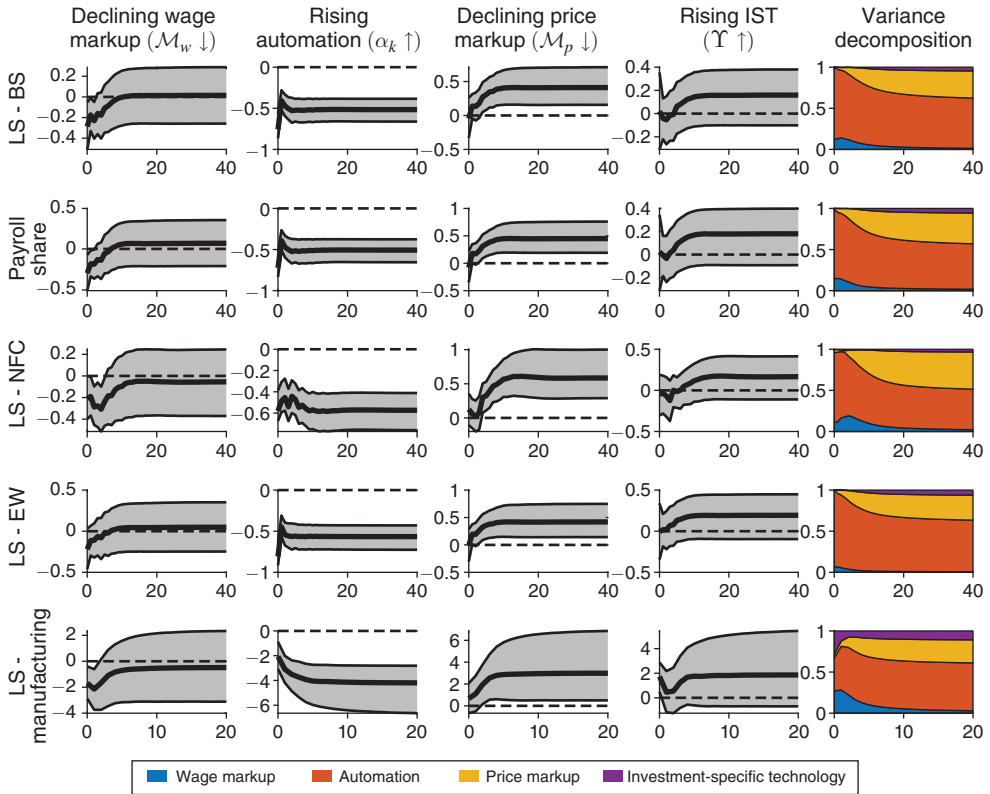 Declining wage
markup (ℳw ↓)
Rising
automation (αk ↑)
Declining price
markup (ℳp ↓)
Rising IST
(ϒ ↑)
Variance
decomposition
LS - BS
0.2
0
−0.2
−0.4
0 20 40
0
−0.5
−1
0 20 40
0.5
0
−0.5
0 20 40
0.4
0.2
0
−0.2
0 20 40
1
0.5
0
0 20 40
Payroll
share
0.5
0
−0.5
0 20 40
0
−0.5
−1
0 20 40
1
0.5
0
−0.5
0 20 40
0.4
0.2
0
−0.2
0 20 40
1
0.5
0
0 20 40
LS - NFC
0.2
0
−0.2
−0.4
0 20 40
0
−0.2
−0.4
−0.6
0 20 40
1
0.5
0
0 20 40
0.5
0
−0.5
0 20 40
1
0.5
0
0 20 40
LS - EW
0.5
0
−0.5
0 20 40
0
−0.5
−1
0 20 40
1
0.5
0
−0.5
0 20 40
0.5
0
−0.5
0 20 40
1
0.5
0
0 20 40
LS -
manufacturing
2
0
−2
−4
0 10 20
0
−2
−4
−6
0 10 20
6
4
2
0
0 10 20
4
2
0
0 10 20
1
0.5
0
0 10 20
Wage markup
Automation
Price markup
Investment-specific technology